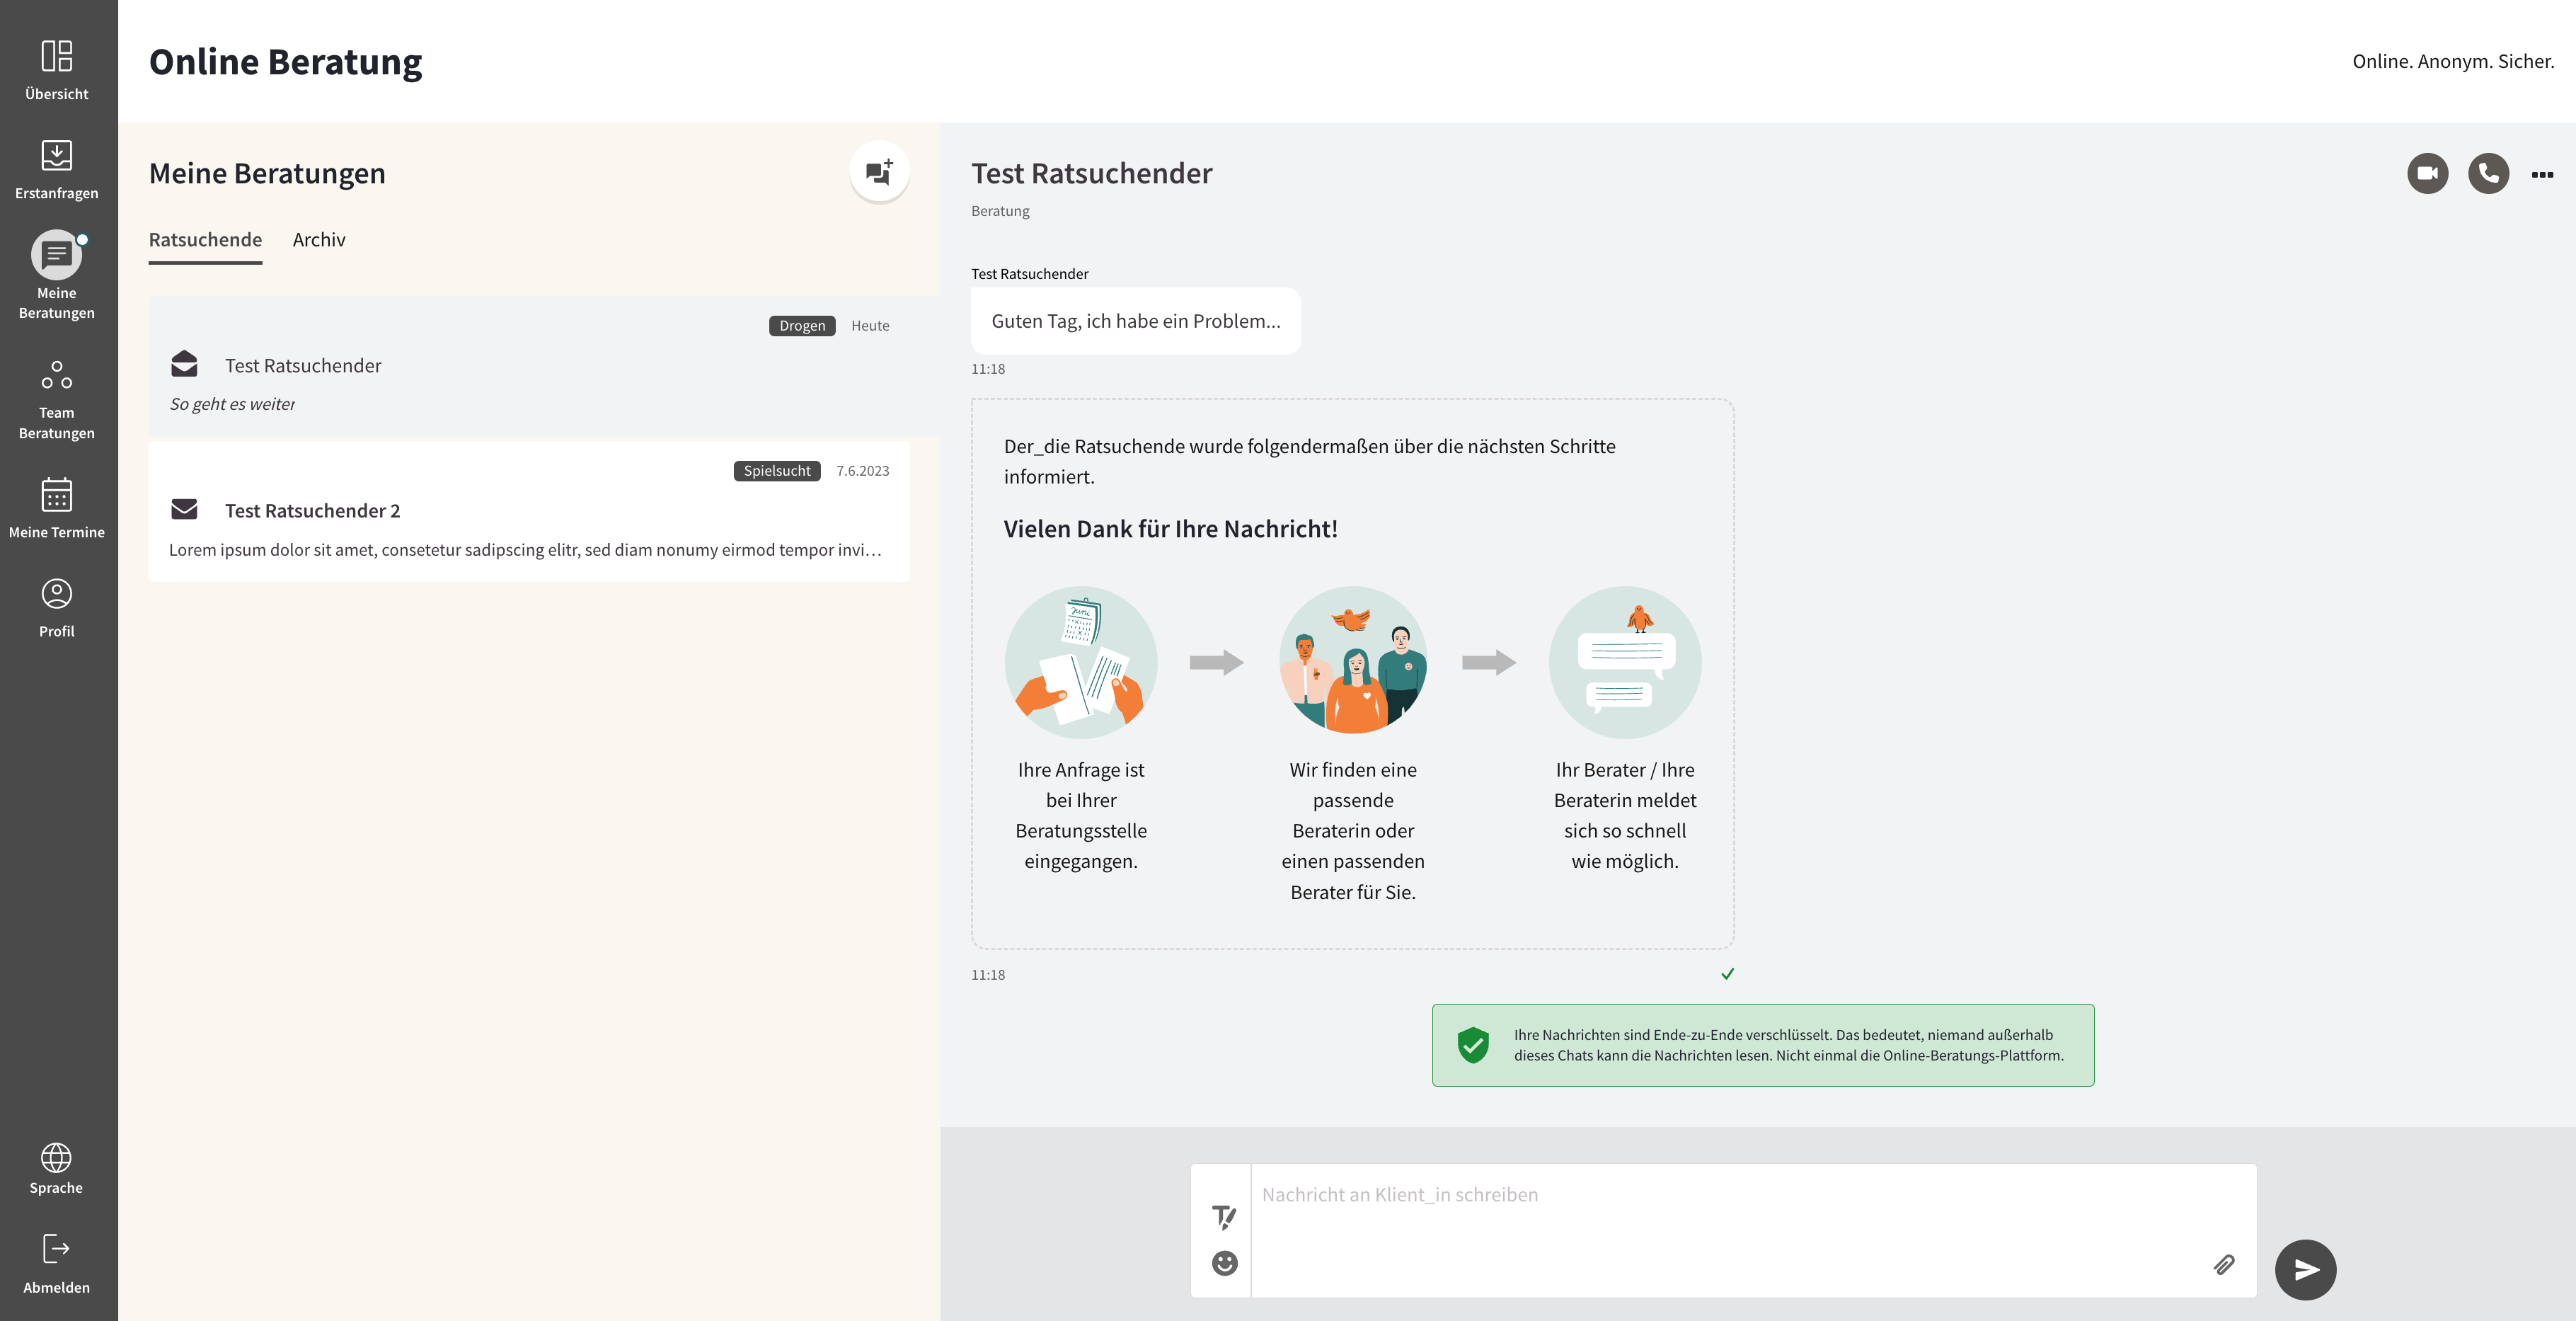 Übersicht
Erstanfragen
Meine
Beratungen
Team
Beratungen
Meine Termine
Profil
Sprache
Abmelden
Online Beratung
Online. Anonym. Sicher.
Meine Beratungen
Ratsuchende
Archiv
Drogen
Heute
Test Ratsuchender
So geht es weiter
Spielsucht
7.6.2023
Test Ratsuchender 2
Lorem ipsum dolor sit amet, consetetur sadipscing elitr, sed diam nonumy eirmod tempor invi…
Test Ratsuchender
Beratung
Test Ratsuchender
Guten Tag, ich habe ein Problem...
11:18
Der_die Ratsuchende wurde folgendermaßen über die nächsten Schritte
informiert.
Vielen Dank für Ihre Nachricht!
Juni
Ihre Anfrage ist
bei Ihrer
Beratungsstelle
eingegangen.
Wir finden eine
passende
Beraterin oder
einen passenden
Berater für Sie.
Ihr Berater / Ihre
Beraterin meldet
sich so schnell
wie möglich.
11:18
Ihre Nachrichten sind Ende-zu-Ende verschlüsselt. Das bedeutet, niemand außerhalb
dieses Chats kann die Nachrichten lesen. Nicht einmal die Online-Beratungs-Plattform.
Nachricht an Klient_in schreiben